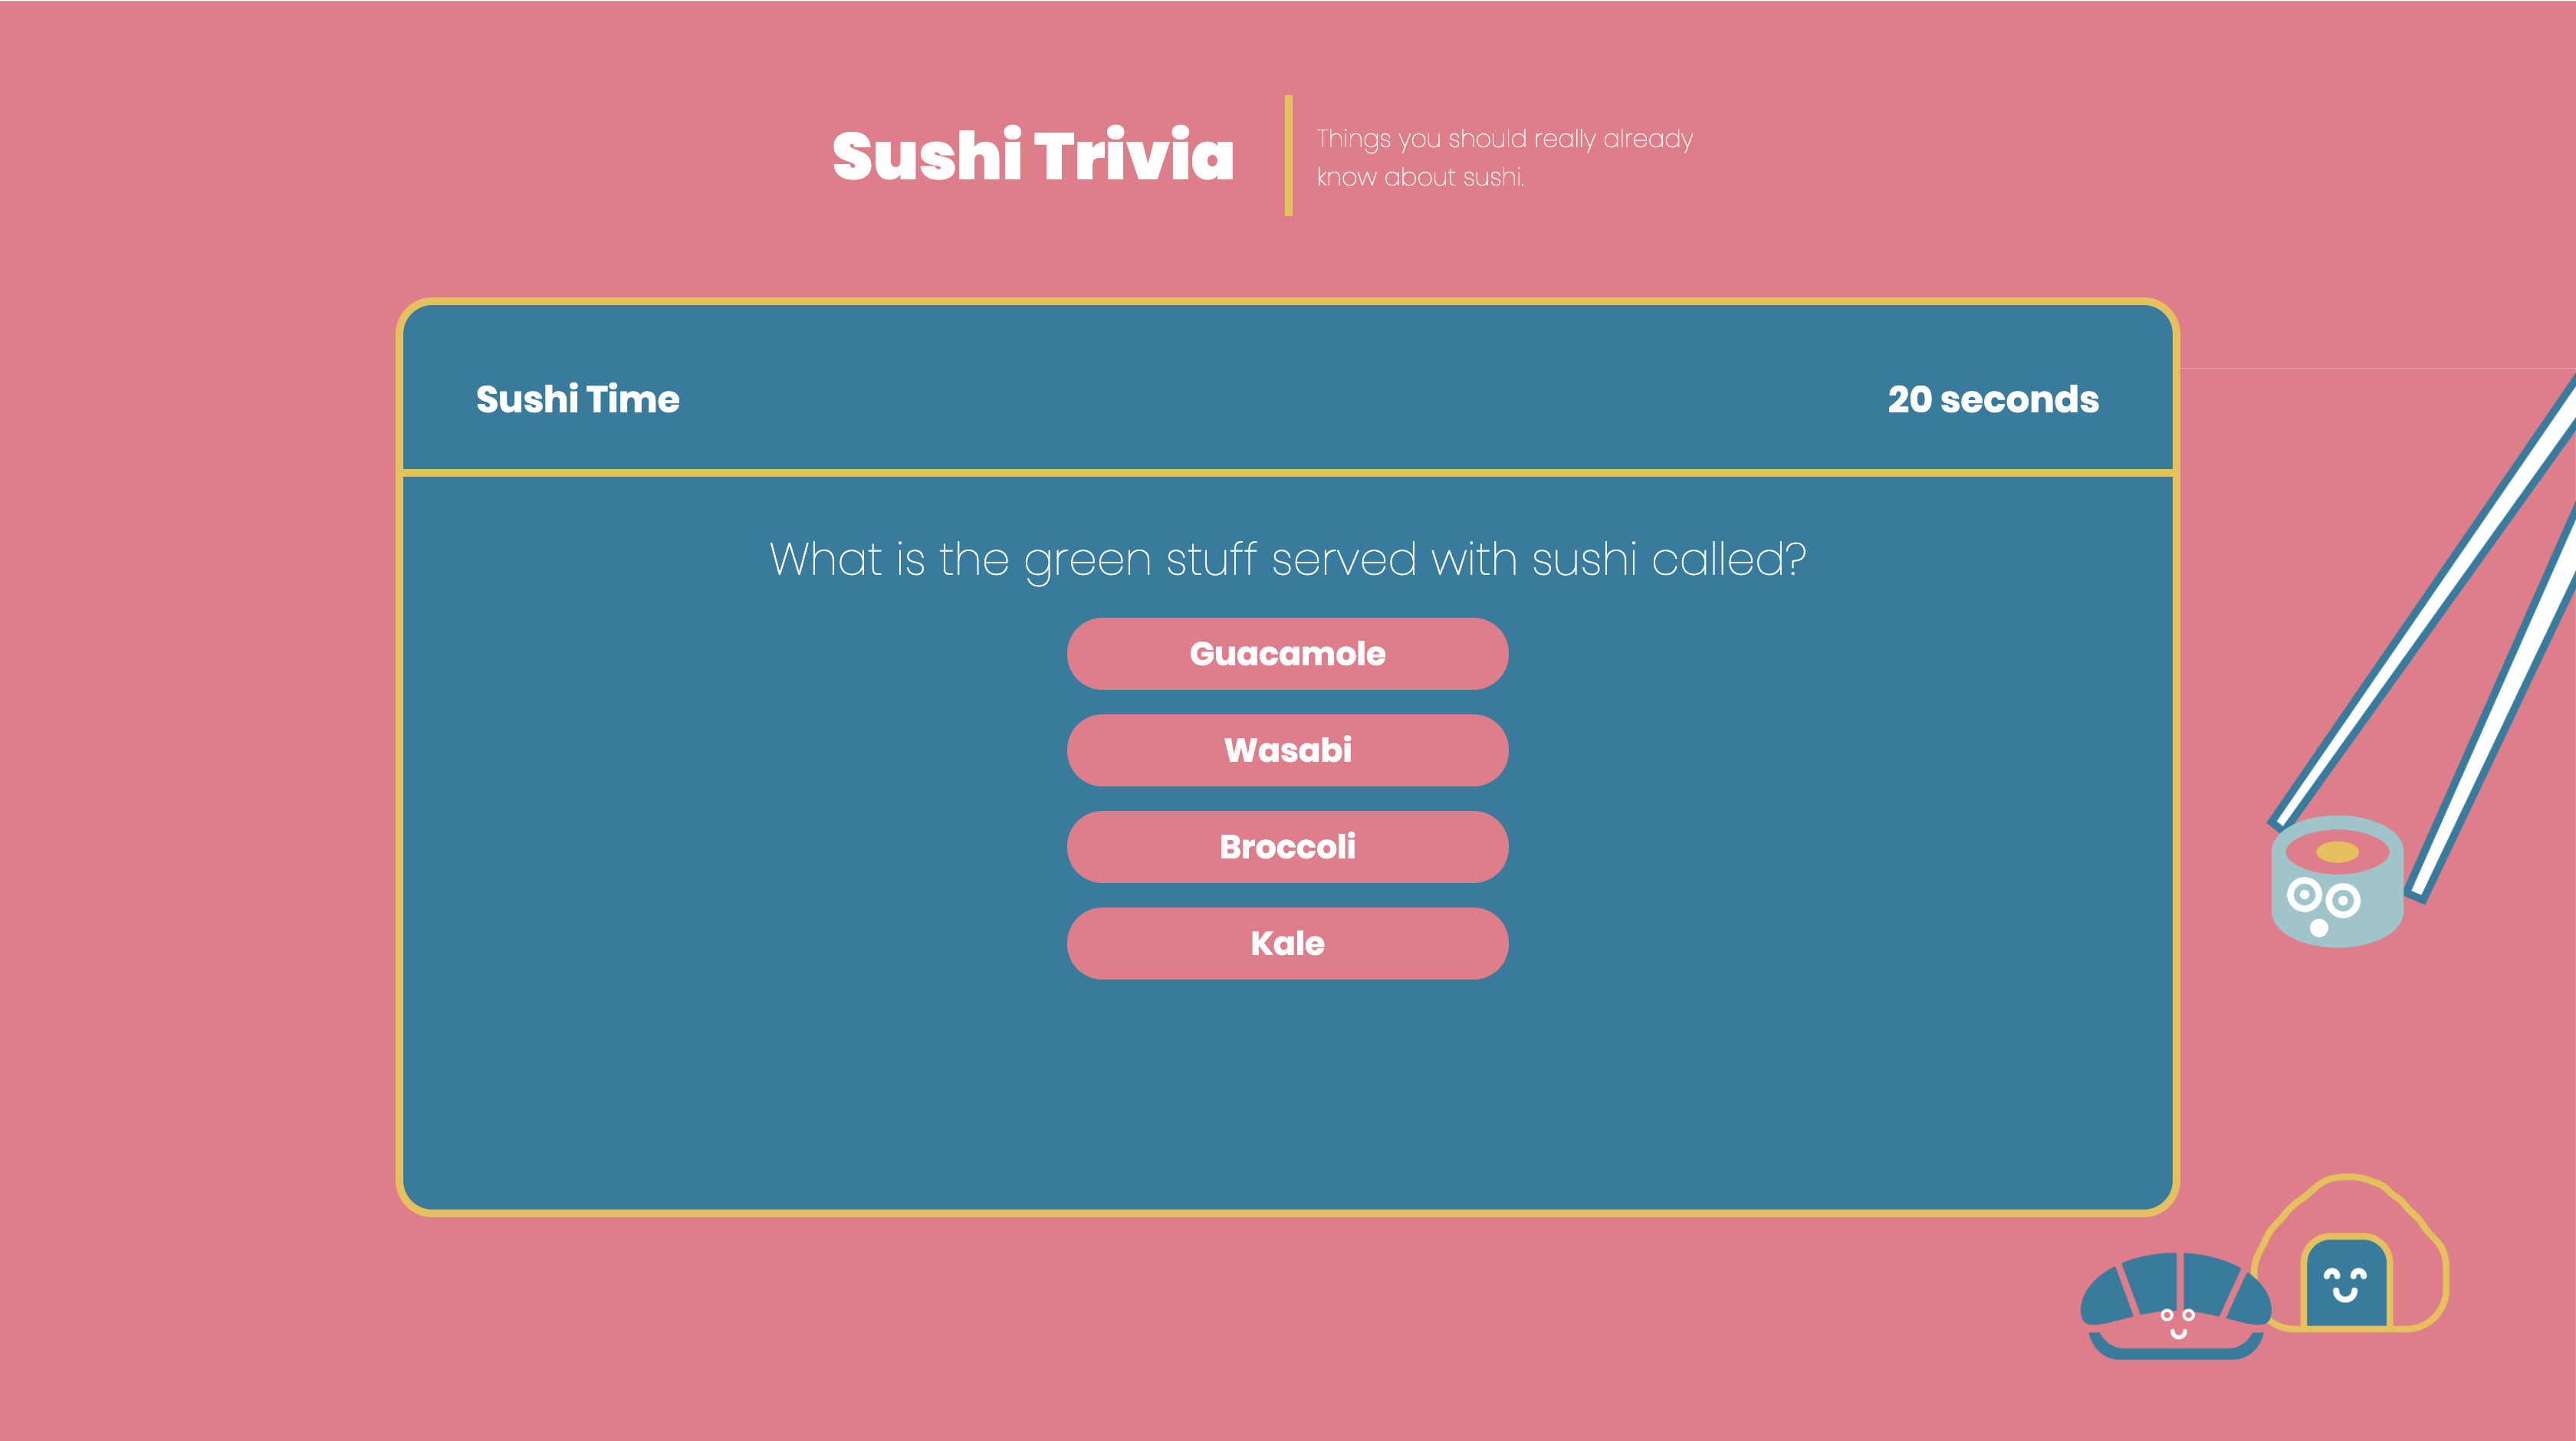 Sushi Trivia
Things you should really already
know about sushi.
Sushi Time
20 seconds
What is the green stuff served with sushi called?
Guacamole
Wasabi
Broccoli
Kale